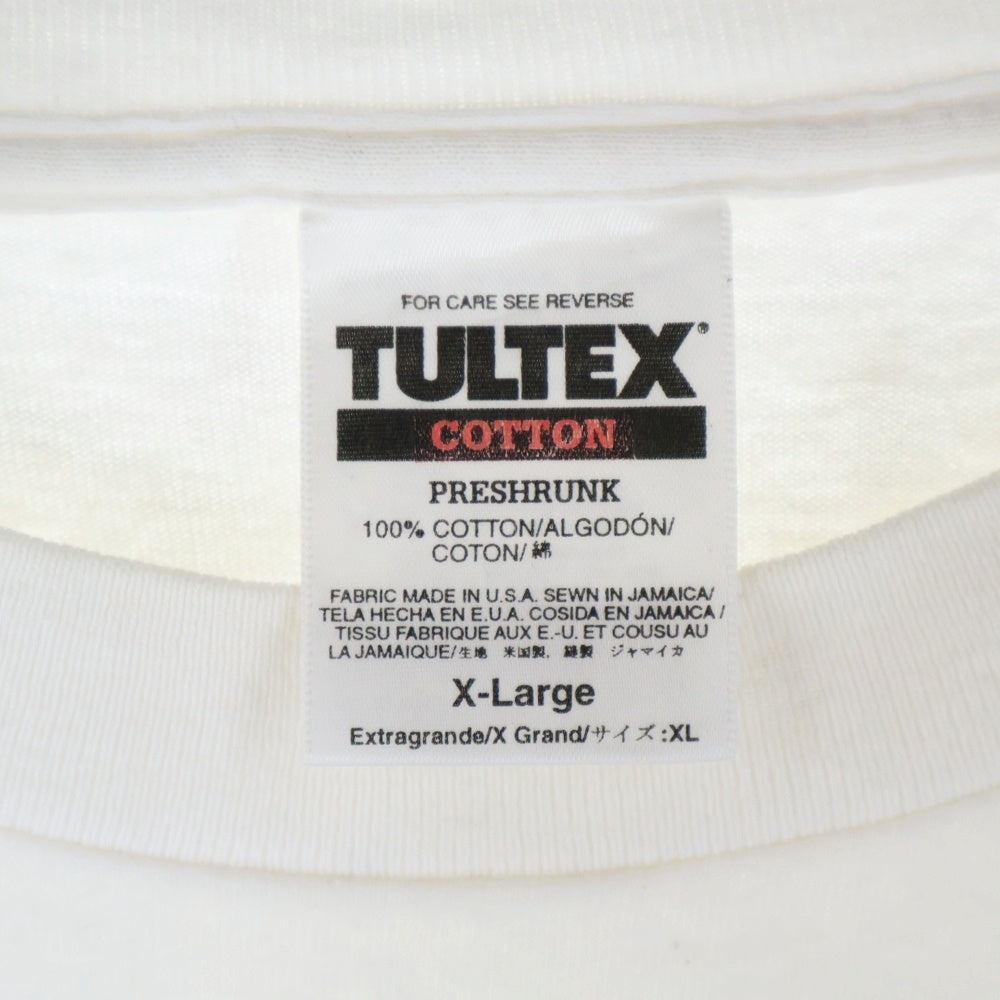 FOR CARE SEE REVERSE
TULTEX®
COTTON
PRESHRUNK
100% COTTON/ALGODÓN/
COTON/綿
FABRIC MADE IN U.S.A. SEWN IN JAMAICA/
TELA HECHA EN E.U.A. COSIDA EN JAMAICA/
TISSU FABRIQUE AUX E.-U. ET COUSU AU
LA JAMAIQUE/生地 米国製, 縫製 ジャマイカ
X-Large
Extragrande/X Grand/サイズ:XL